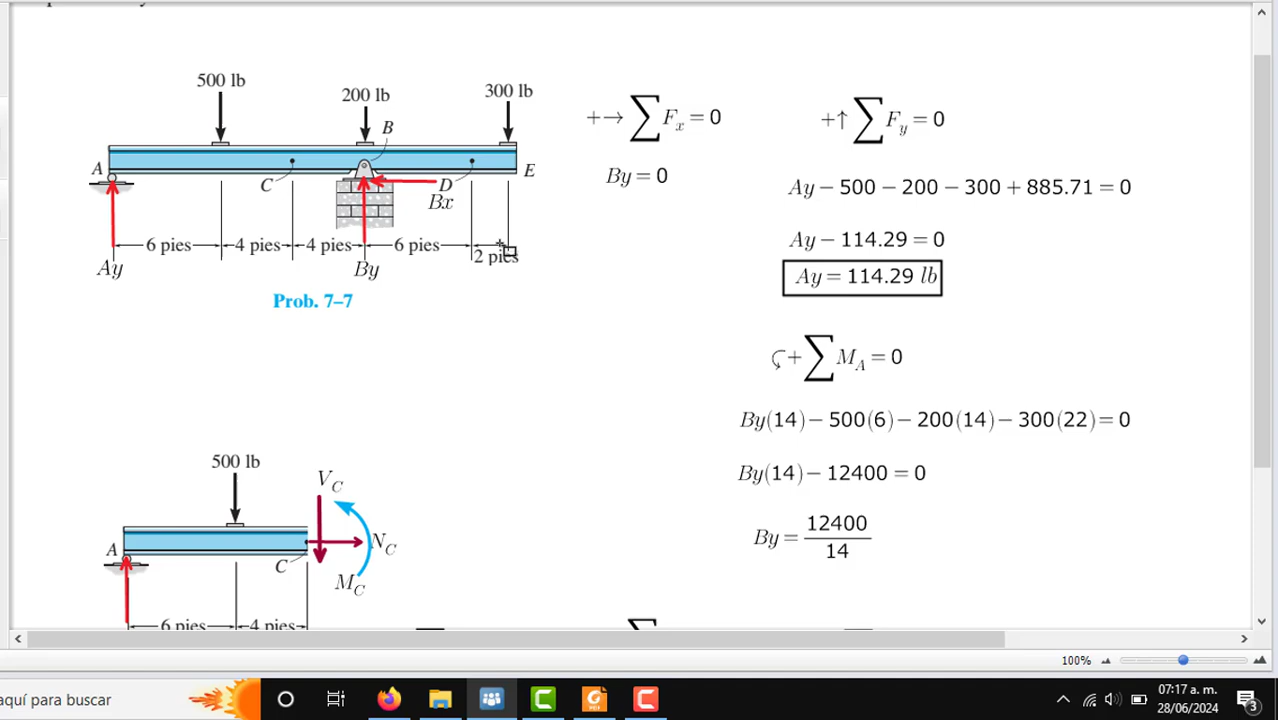 500 lb
200 lb
300 lb
B
A
C
D
E
Bx
6 pies
4 pies
4 pies
6 pies
2 pies
Ay
By
Prob. 7–7
+→ ∑ Fx = 0
By = 0
+↑ ∑ Fy = 0
Ay − 500 − 200 − 300 + 885.71 = 0
Ay − 114.29 = 0
Ay = 114.29 lb
↶+ ∑ MA = 0
By(14) − 500(6) − 200(14) − 300(22) = 0
By(14) − 12400 = 0
By = 12400/14
500 lb
VC
A
C
NC
MC
6 pies
4 pies
100%
aquí para buscar
07:17 a. m.
28/06/2024
3